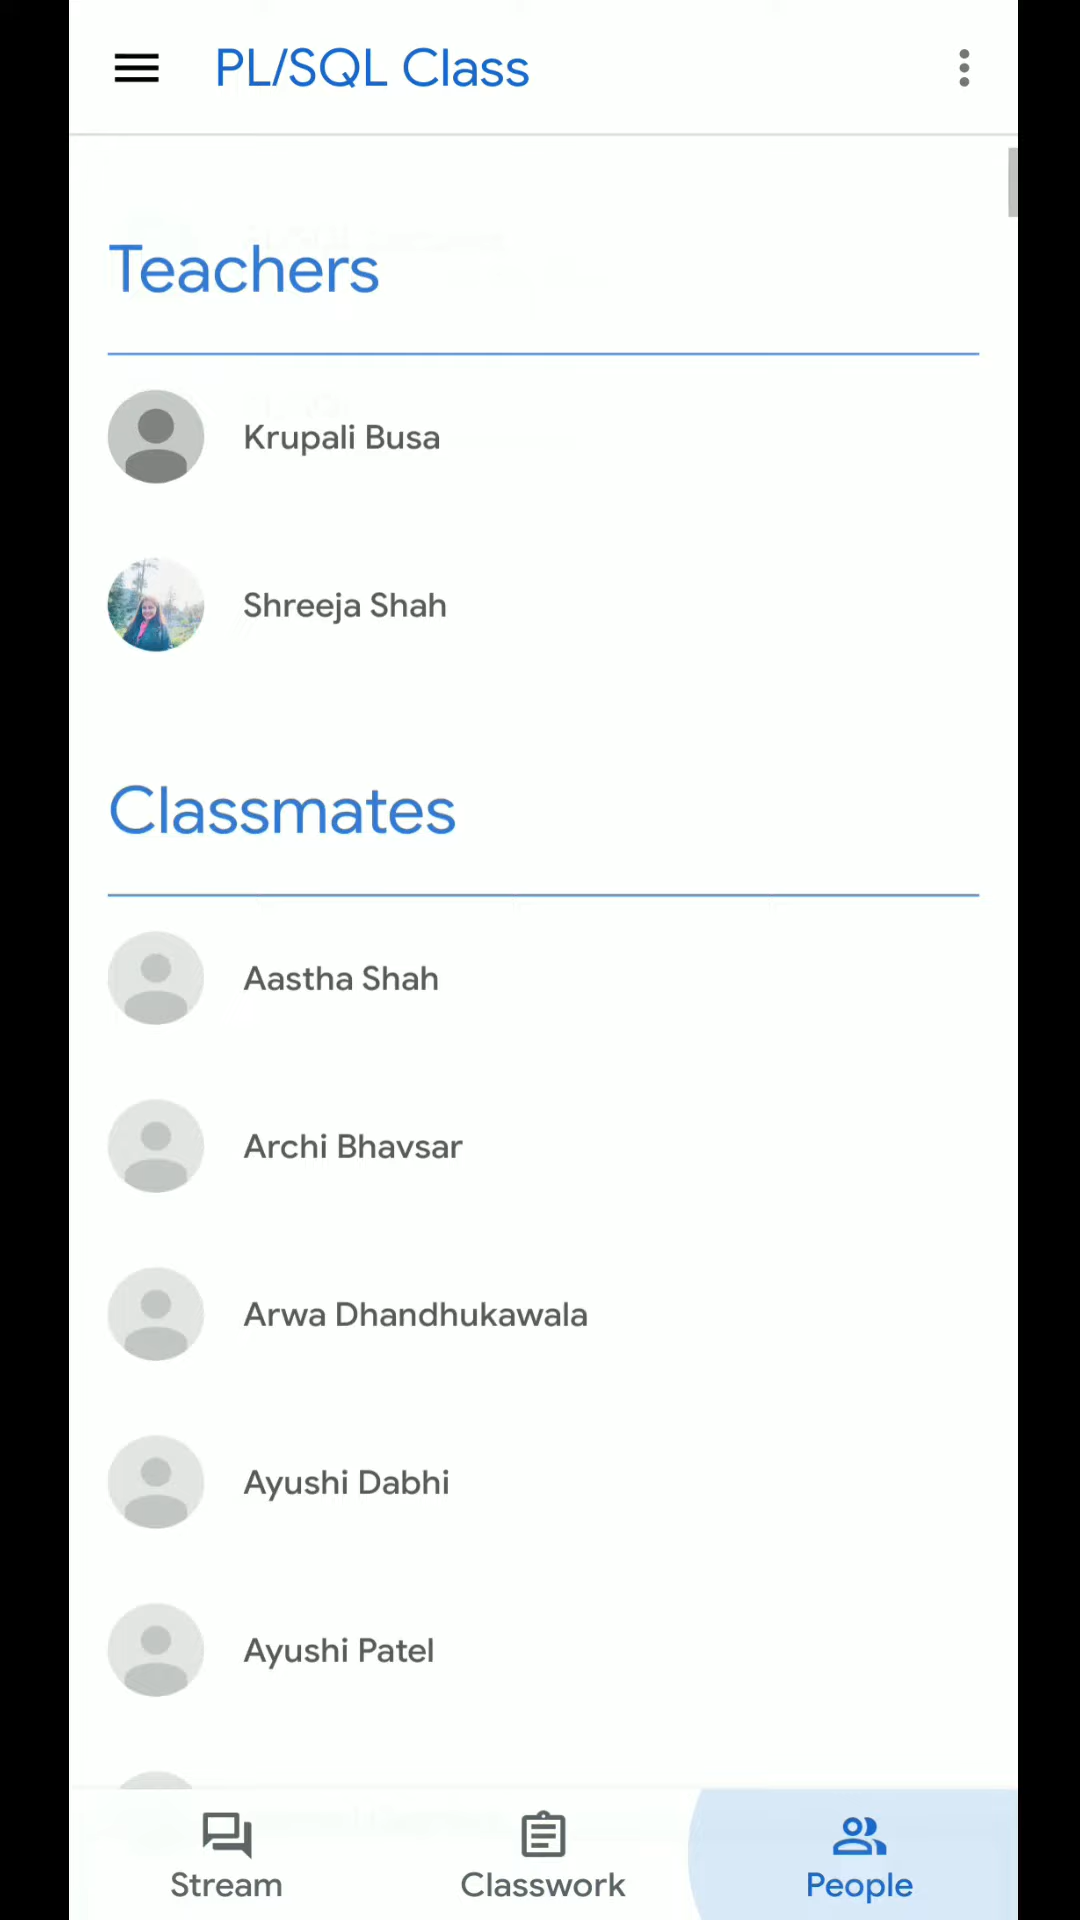 PL/SQL Class
Teachers
Krupali Busa
Shreeja Shah
Classmates
Aastha Shah
Archi Bhavsar
Arwa Dhandhukawala
Ayushi Dabhi
Ayushi Patel
Stream
Classwork
People